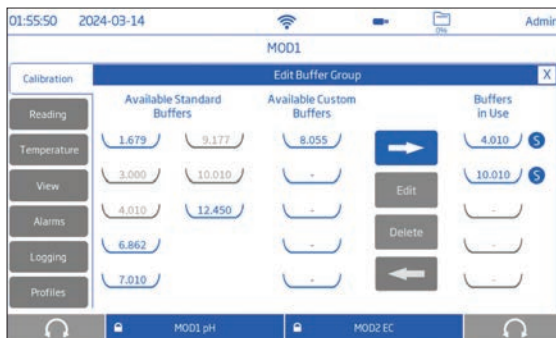 01:55:50 2024-03-14 0% Admin
MOD1
Calibration
Edit Buffer Group X
Reading
Temperature
View
Alarms
Logging
Profiles
Available Standard Buffers
1.679 9.177
3.000 10.010
4,010 12.450
6.862
7.010
Available Custom Buffers
8.055
-
-
-
-
Edit
Delete
Buffers in Use
4.010 S
10.010 S
-
-
-
MOD1 pH MOD2 EC